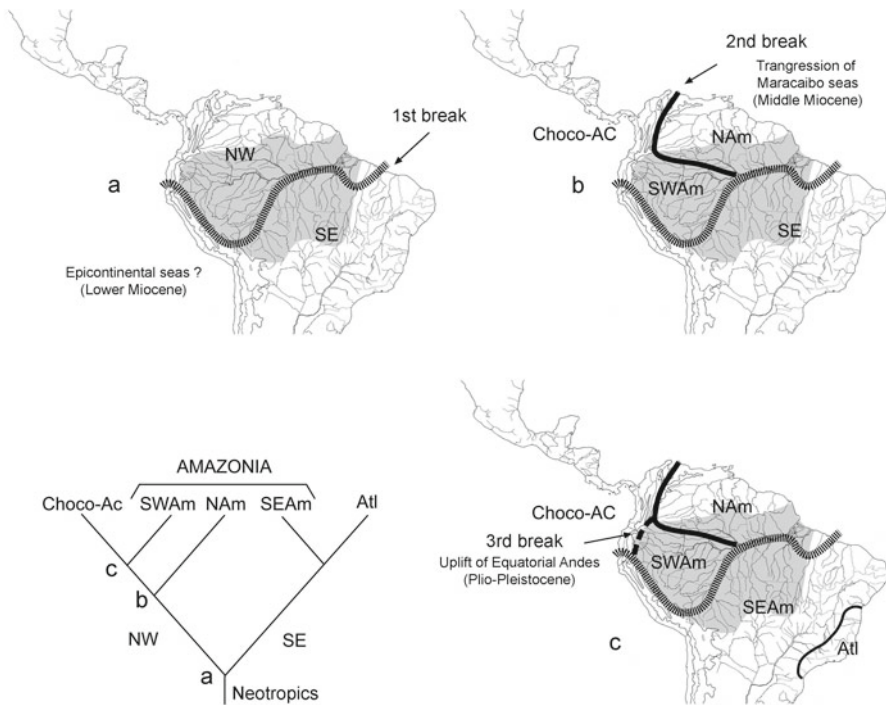 1st break
NW
a
SE
Epicontinental seas ?
(Lower Miocene)
2nd break
Trangression of
Maracaibo seas
(Middle Miocene)
Choco-AC
NAm
SWAm
b
SE
AMAZONIA
Choco-Ac SWAm NAm SEAm Atl
c
b
NW SE
a
Neotropics
Choco-AC
NAm
3rd break
Uplift of Equatorial Andes
(Plio-Pleistocene)
SWAm
SEAm
c
Atl